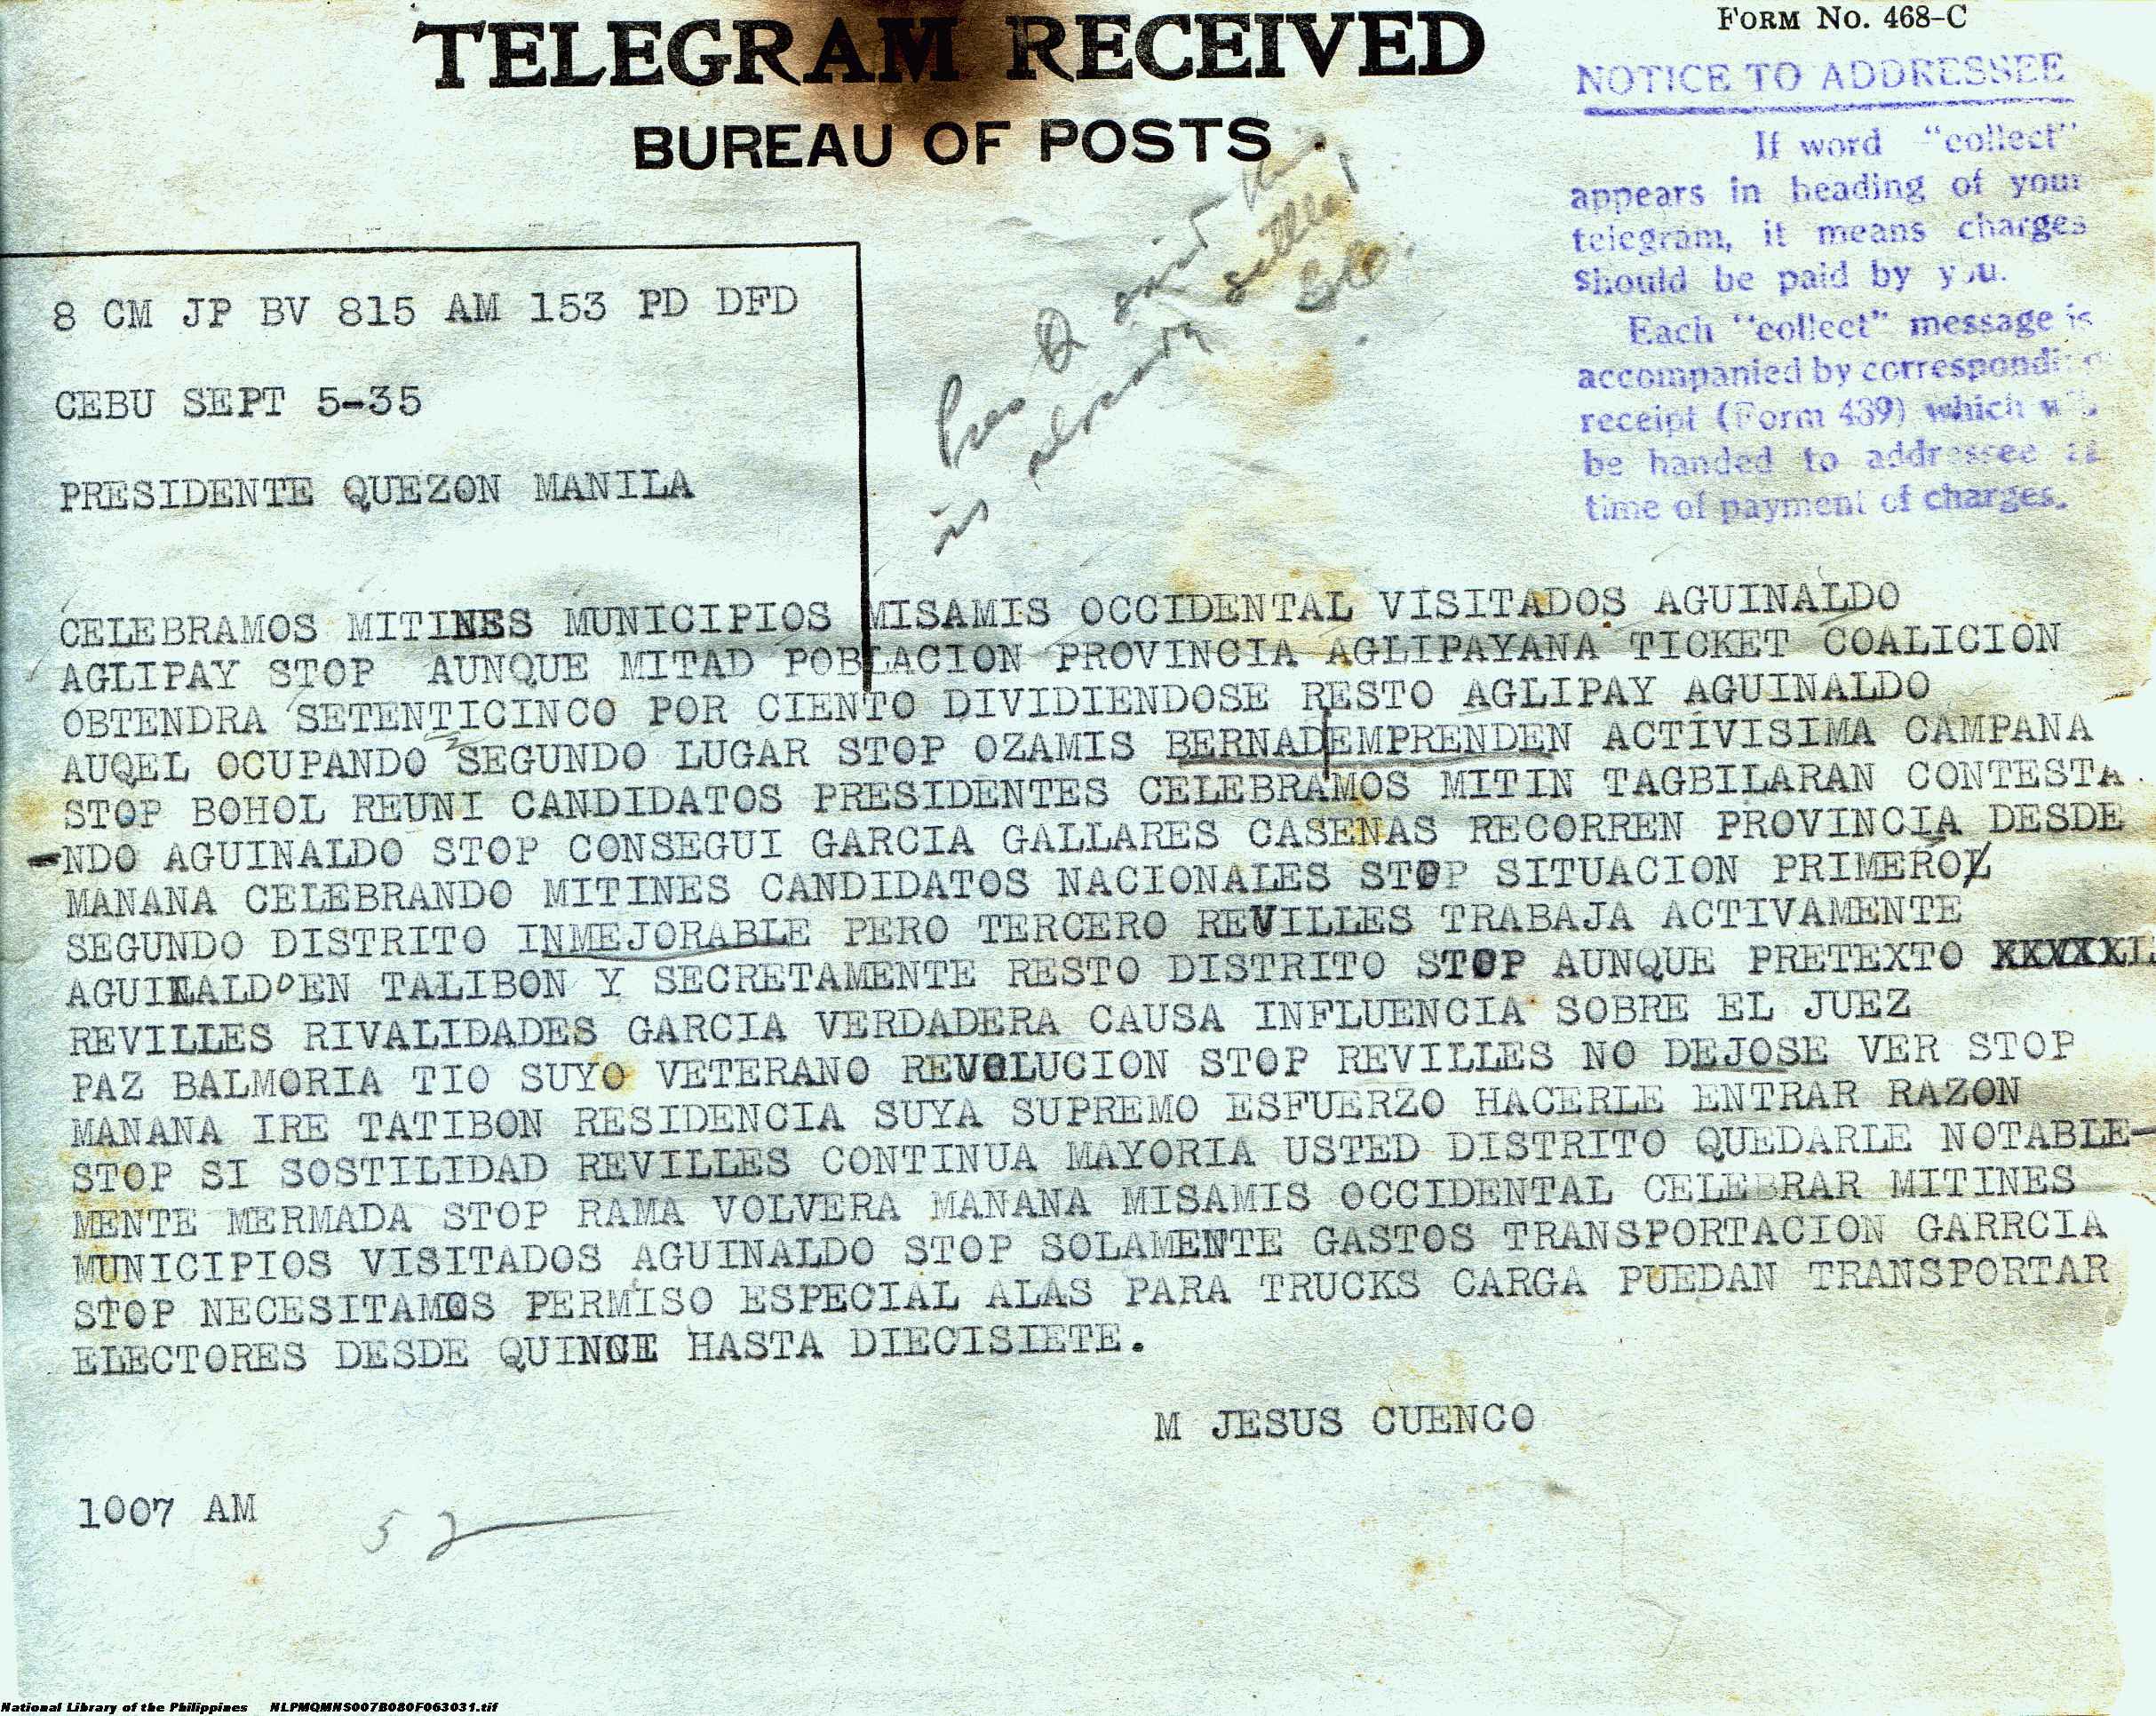 TELEGRAM RECEIVED
BUREAU OF POSTS
FORM NO. 468-C
NOTICE TO ADDRESSEE
If word "collect"
appears in heading of your
telegram, it means charges
should be paid by you.
Each "collect" message is
accompanied by
receipt (Form 439) which
be handed to addressee
time of payment of charges.
Pres Q
8 CM JP BV 815 AM 153 PD DFD
CEBU SEPT 5-35
PRESIDENTE QUEZON MANILA
CELEBRAMOS MITINES MUNICIPIOS MISAMIS OCCIDENTAL VISITADOS AGUINALDO
AGLIPAY STOP AUNQUE MITAD POBLACION PROVINCIA AGLIPAYANA TICKET COALICION
OBTENDRA SETENTICINCO POR CIENTO DIVIDIENDOSE RESTO AGLIPAY AGUINALDO
AUQEL OCUPANDO SEGUNDO LUGAR STOP OZAMIS BERNAD|EMPRENDEN ACTIVISIMA CAMPANA
STOP BOHOL REUNI CANDIDATOS PRESIDENTES CELEBRAMOS MITIN TAGBILARAN CONTESTA
-NDO AGUINALDO STOP CONSEGUI GARCIA GALLARES CASENAS RECORREN PROVINCIA DESDE
MANANA CELEBRANDO MITINES CANDIDATOS NACIONALES STOP SITUACION PRIMERO
SEGUNDO DISTRITO INMEJORABLE PERO TERCERO REVILLES TRABAJA ACTIVAMENTE
AGUINALDO EN TALIBON Y SECRETAMENTE RESTO DISTRITO STOP AUNQUE PRETEXTO XXXXXL
REVILLES RIVALIDADES GARCIA VERDADERA CAUSA INFLUENCIA SOBRE EL JUEZ
PAZ BALMORIA TIO SUYO VETERANO REVOLUCION STOP REVILLES NO DEJOSE VER STOP
MANANA IRE TATIBON RESIDENCIA SUYA SUPREMO ESFUERZO HACERLE ENTRAR RAZON
STOP SI SOSTILIDAD REVILLES CONTINUA MAYORIA USTED DISTRITO QUEDARLE NOTABLE-
MENTE MERMADA STOP RAMA VOLVERA MANANA MISAMIS OCCIDENTAL CELEBRAR MITINES
MUNICIPIOS VISITADOS AGUINALDO STOP SOLAMENTE GASTOS TRANSPORTACION GARRCIA
STOP NECESITAMOS PERMISO ESPECIAL ALAS PARA TRUCKS CARGA PUEDAN TRANSPORTAR
ELECTORES DESDE QUINCE HASTA DIECISIETE.
M JESUS CUENCO
1007 AM
52
National Library of the Philippines NLPMQMNS007B080F063031.tif